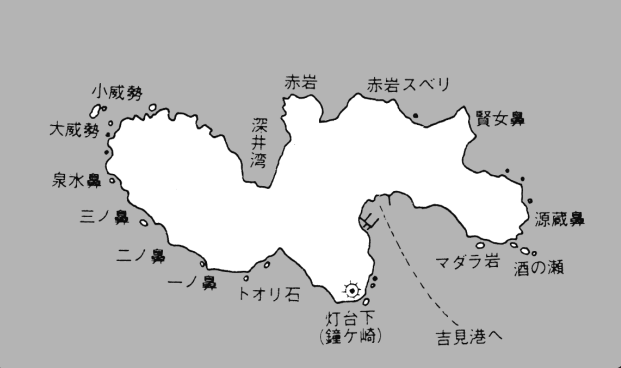 赤岩
赤岩スベリ
小威勢
大威勢
深井湾
賢女鼻
泉水鼻
三ノ鼻
源蔵鼻
二ノ鼻
マダラ岩
酒の瀬
一ノ鼻
トオリ石
灯台下
(鐘ケ崎)
吉見港へ